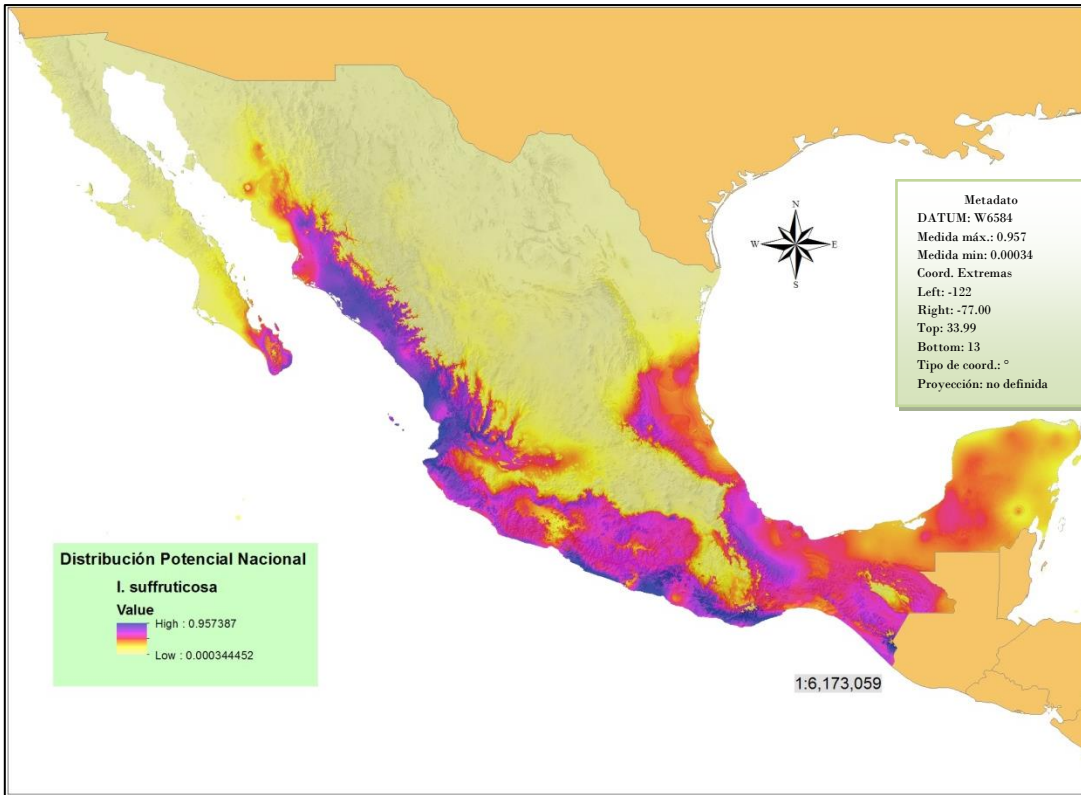 N
W
E
S
Metadato
DATUM: W6584
Medida máx.: 0.957
Medida min: 0.00034
Coord. Extremas
Left: -122
Right: -77.00
Top: 33.99
Bottom: 13
Tipo de coord.: °
Proyección: no definida
Distribución Potencial Nacional
I. suffruticosa
Value
High : 0.957387
Low : 0.000344452
1:6,173,059